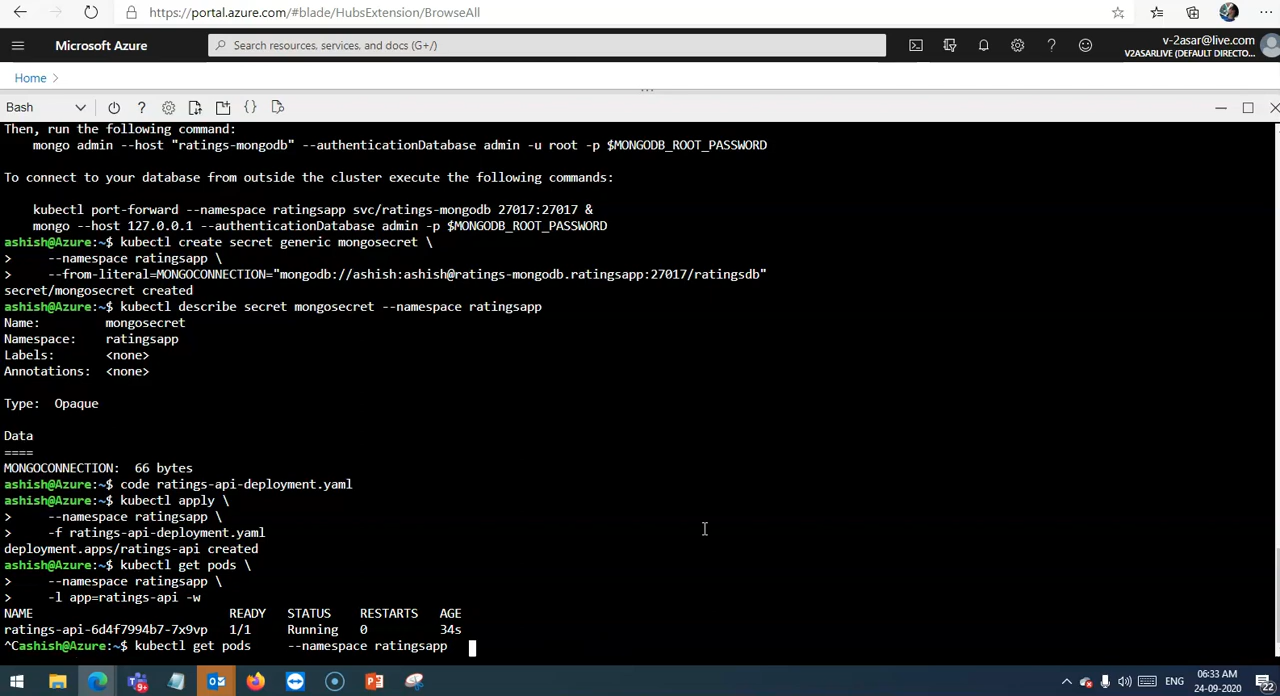 https://portal.azure.com/#blade/HubsExtension/BrowseAll
Microsoft Azure
Search resources, services, and docs (G+/)
v-2asar@live.com
V2ASARLIVE (DEFAULT DIRECTO...
Home >
Bash
Then, run the following command:
mongo admin --host "ratings-mongodb" --authenticationDatabase admin -u root -p $MONGODB_ROOT_PASSWORD
To connect to your database from outside the cluster execute the following commands:
kubectl port-forward --namespace ratingsapp svc/ratings-mongodb 27017:27017 &
mongo --host 127.0.0.1 --authenticationDatabase admin -p $MONGODB_ROOT_PASSWORD
ashish@Azure:~$ kubectl create secret generic mongosecret \
> --namespace ratingsapp \
> --from-literal=MONGOCONNECTION="mongodb://ashish:ashish@ratings-mongodb.ratingsapp:27017/ratingsdb"
secret/mongosecret created
ashish@Azure:~$ kubectl describe secret mongosecret --namespace ratingsapp
Name: mongosecret
Namespace: ratingsapp
Labels: <none>
Annotations: <none>
Type: Opaque
Data
====
MONGOCONNECTION: 66 bytes
ashish@Azure:~$ code ratings-api-deployment.yaml
ashish@Azure:~$ kubectl apply \
> --namespace ratingsapp \
> -f ratings-api-deployment.yaml
deployment.apps/ratings-api created
ashish@Azure:~$ kubectl get pods \
> --namespace ratingsapp \
> -l app=ratings-api -w
NAME READY STATUS RESTARTS AGE
ratings-api-6d4f7994b7-7x9vp 1/1 Running 0 34s
^Cashish@Azure:~$ kubectl get pods --namespace ratingsapp
ENG
06:33 AM
24-09-2020
22